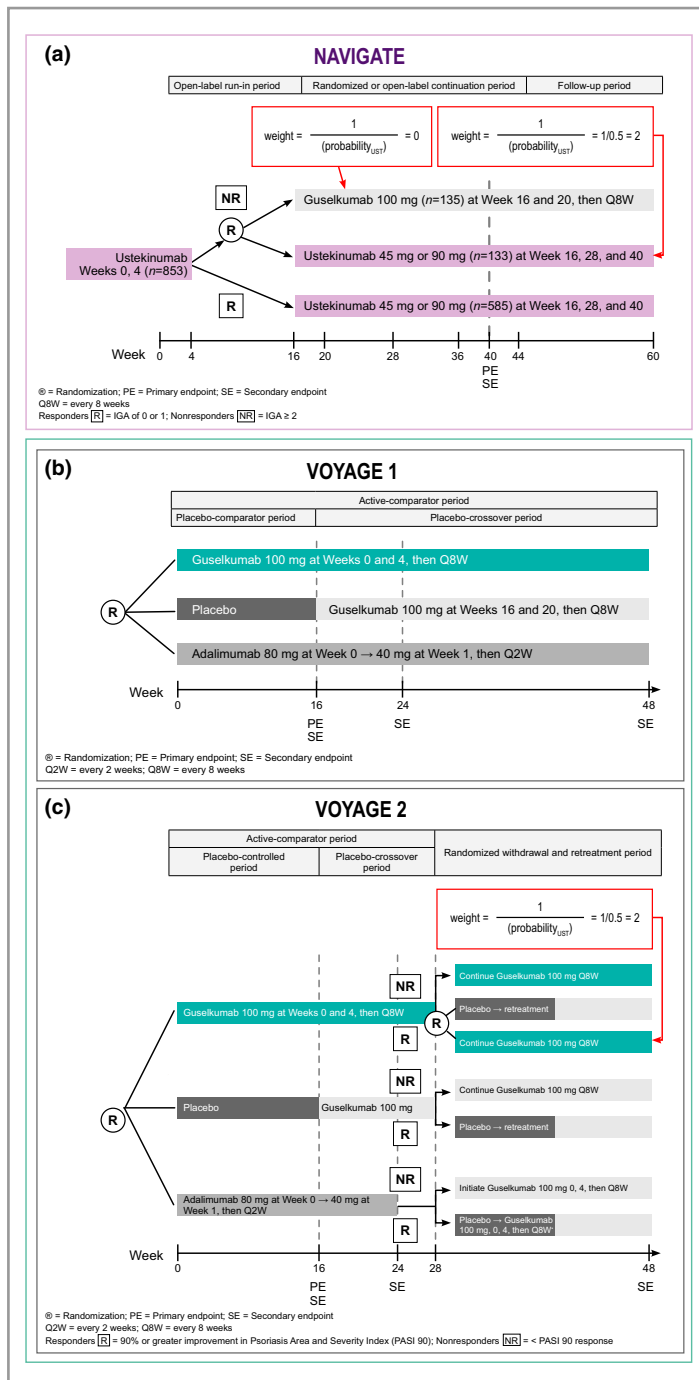 (a)
NAVIGATE
Open-label run-in period
Randomized or open-label continuation period
Follow-up period
weight = 1 / (probabilityUST) = 0
weight = 1 / (probabilityUST) = 1/0.5 = 2
NR
Guselkumab 100 mg (n=135) at Week 16 and 20, then Q8W
R
Ustekinumab
Weeks 0, 4 (n=853)
Ustekinumab 45 mg or 90 mg (n=133) at Week 16, 28, and 40
R
Ustekinumab 45 mg or 90 mg (n=585) at Week 16, 28, and 40
Week
0 4 16 20 28 36 40 44 60
PE
SE
® = Randomization; PE = Primary endpoint; SE = Secondary endpoint
Q8W = every 8 weeks
Responders R = IGA of 0 or 1; Nonresponders NR = IGA ≥ 2
(b)
VOYAGE 1
Active-comparator period
Placebo-comparator period
Placebo-crossover period
Guselkumab 100 mg at Weeks 0 and 4, then Q8W
R
Placebo
Guselkumab 100 mg at Weeks 16 and 20, then Q8W
Adalimumab 80 mg at Week 0 → 40 mg at Week 1, then Q2W
Week
0 16 24 48
PE SE SE
SE
® = Randomization; PE = Primary endpoint; SE = Secondary endpoint
Q2W = every 2 weeks; Q8W = every 8 weeks
(c)
VOYAGE 2
Active-comparator period
Randomized withdrawal and retreatment period
Placebo-controlled
period
Placebo-crossover
period
weight = 1 / (probabilityUST) = 1/0.5 = 2
NR
Continue Guselkumab 100 mg Q8W
Guselkumab 100 mg at Weeks 0 and 4, then Q8W
R
Placebo → retreatment
R
Continue Guselkumab 100 mg Q8W
NR
Continue Guselkumab 100 mg Q8W
R
Placebo
Guselkumab 100 mg
R
Placebo → retreatment
NR
Initiate Guselkumab 100 mg 0, 4, then Q8W
Adalimumab 80 mg at Week 0 → 40 mg at
Week 1, then Q2W
R
Placebo → Guselkumab
100 mg, 0, 4, then Q8W
Week
0 16 24 28 48
PE SE SE
SE
® = Randomization; PE = Primary endpoint; SE = Secondary endpoint
Q2W = every 2 weeks; Q8W = every 8 weeks
Responders R = 90% or greater improvement in Psoriasis Area and Severity Index (PASI 90); Nonresponders NR = < PASI 90 response